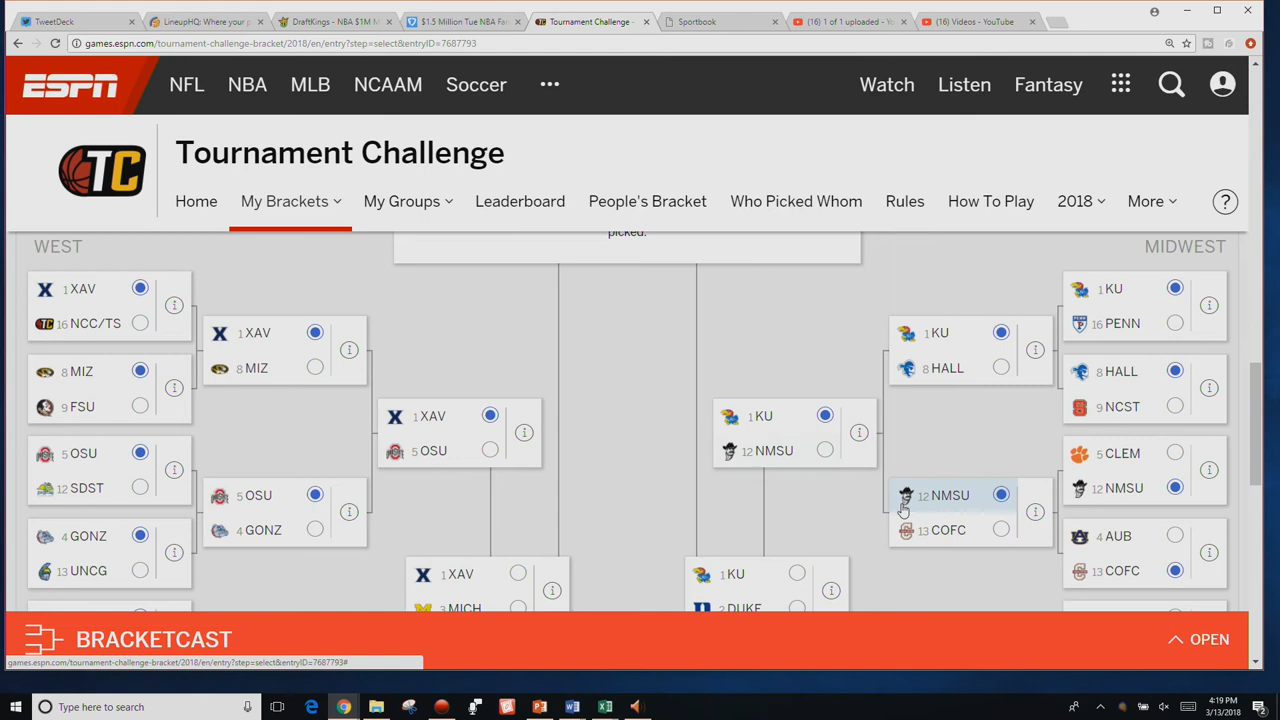 TweetDeck
LineupHQ: Where your p
DraftKings - NBA $1M M
$1.5 Million Tue NBA Fan
Tournament Challenge -
Sportbook
(16) 1 of 1 uploaded - Y
(16) Videos - YouTube
games.espn.com/tournament-challenge-bracket/2018/en/entry?step=select&entryID=7687793
ESPN NFL NBA MLB NCAAM Soccer Watch Listen Fantasy
TC Tournament Challenge
Home My Brackets My Groups Leaderboard People's Bracket Who Picked Whom Rules How To Play 2018 More ?
picked.
WEST
MIDWEST
1 XAV
16 NCC/TS
8 MIZ
9 FSU
5 OSU
12 SDST
4 GONZ
13 UNCG
1 XAV
8 MIZ
5 OSU
4 GONZ
1 XAV
5 OSU
1 XAV
3 MICH
1 KU
2 DUKE
1 KU
12 NMSU
1 KU
8 HALL
12 NMSU
13 COFC
1 KU
16 PENN
8 HALL
9 NCST
5 CLEM
12 NMSU
4 AUB
13 COFC
BRACKETCAST
OPEN
games.espn.com/tournament-challenge-bracket/2018/en/entry?step=select&entryID=7687793#
Type here to search
4:19 PM
3/13/2018